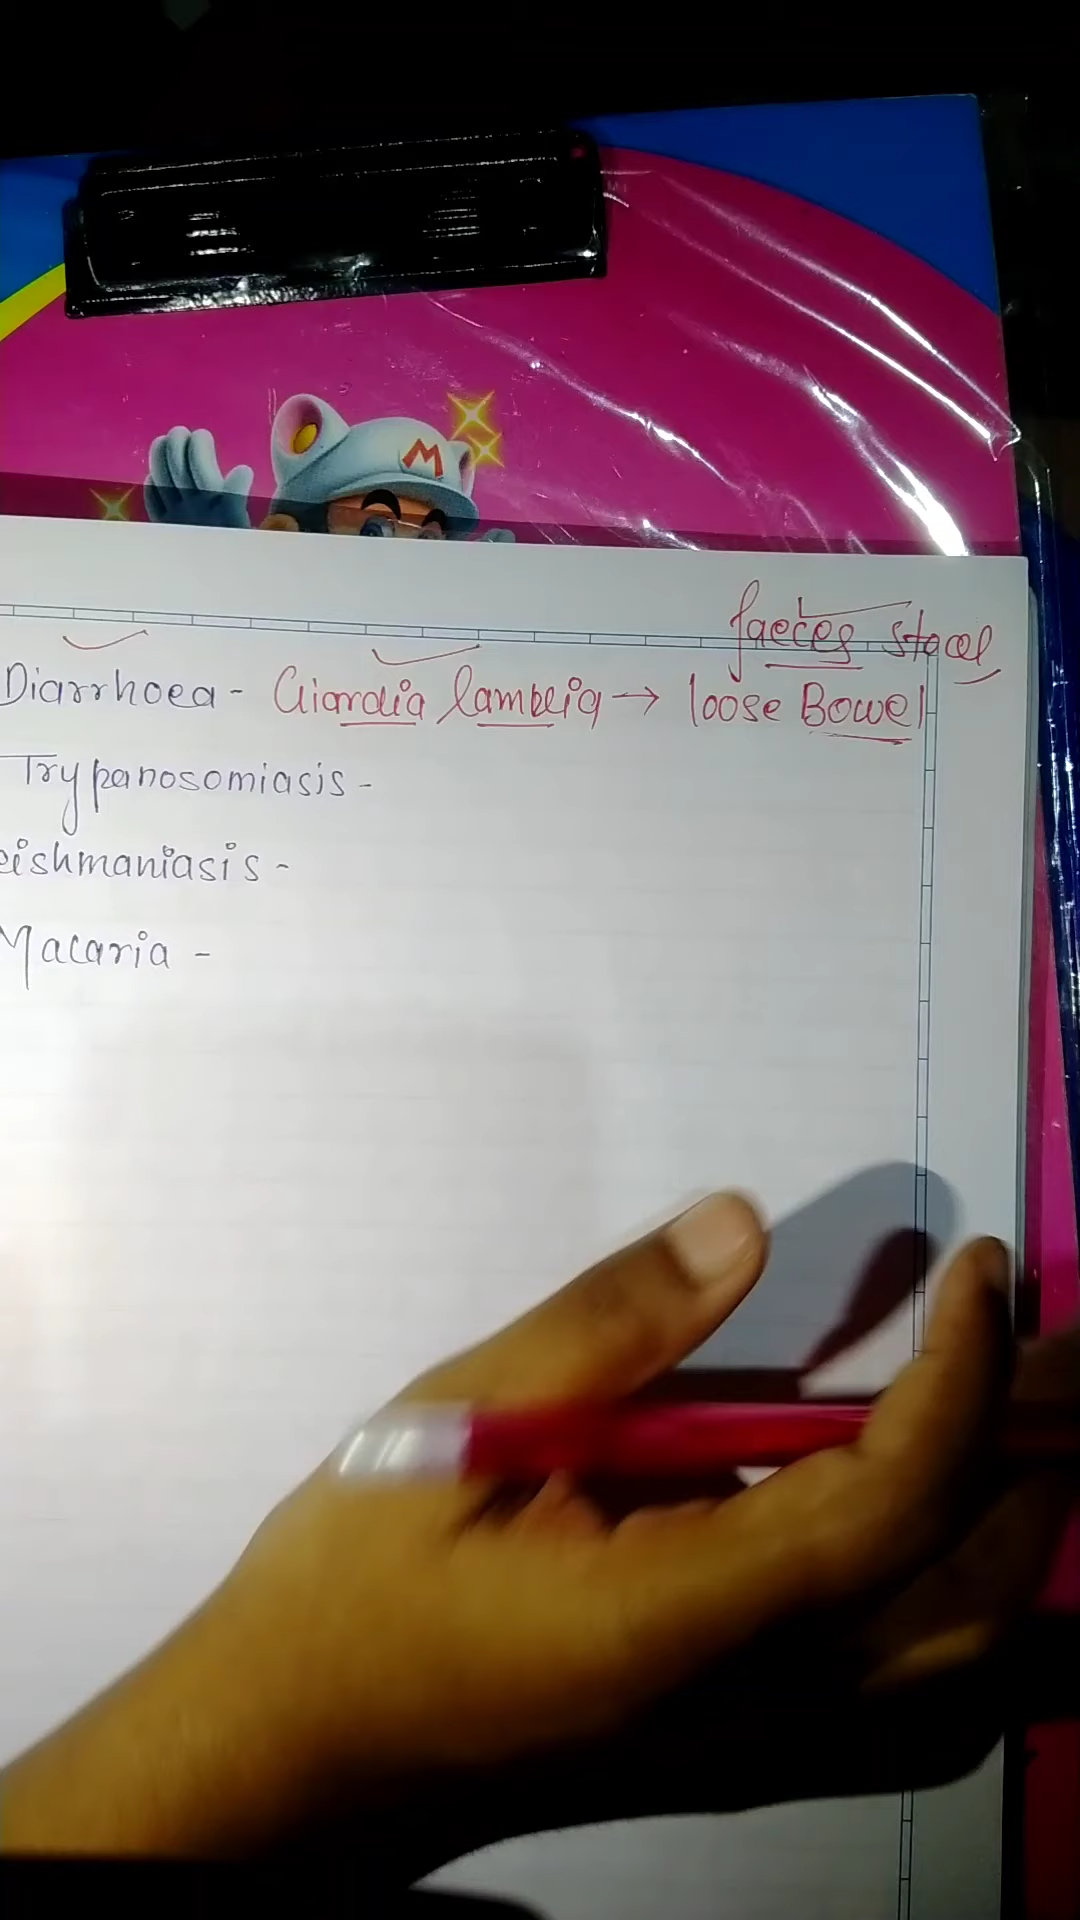 M
faeces stool
Diarrhoea - Giardia lamblia → loose Bowel
Trypanosomiasis -
eishmaniasis -
Malaria -